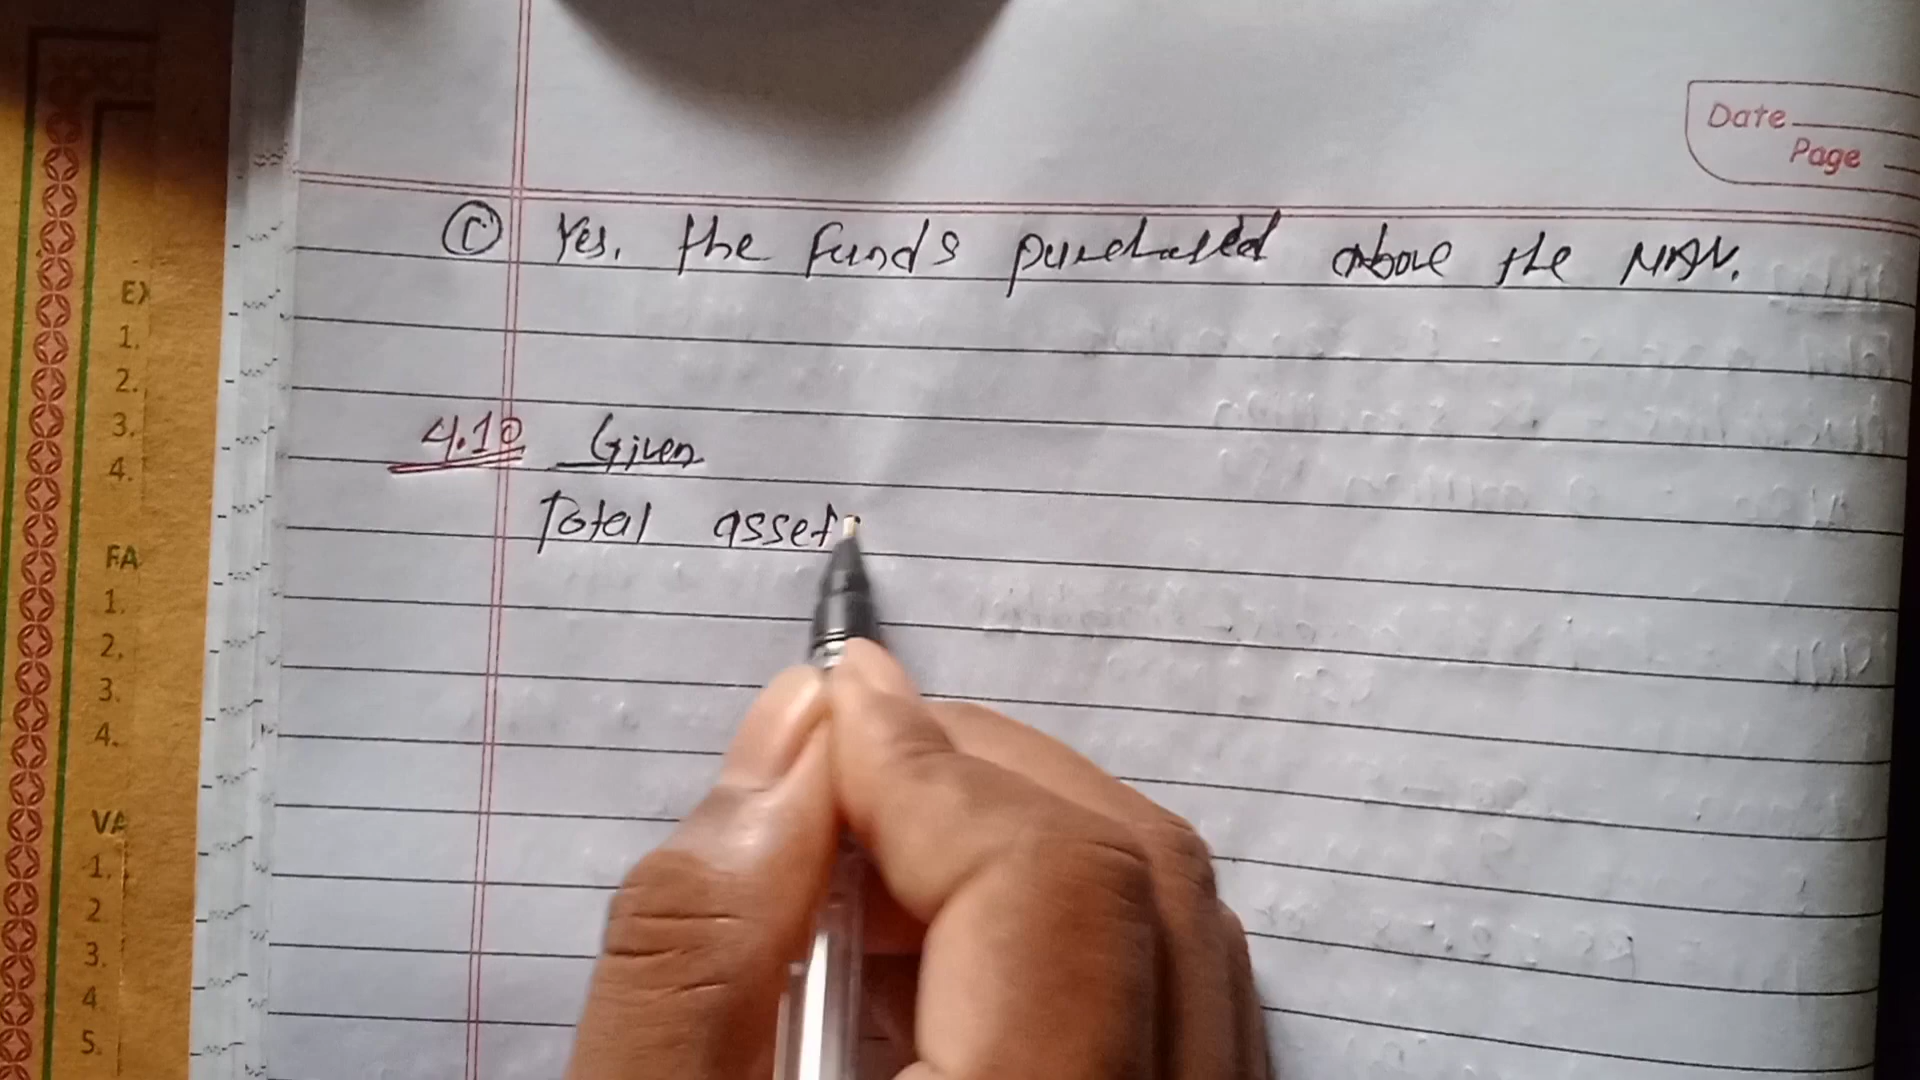 Date
Page
© Yes. the funds purchased above the NAV.
4.10 Given
Total asset
EX
1.
2.
3.
4.
FA
1.
2.
3.
4.
VA
1.
2
3.
4
5.